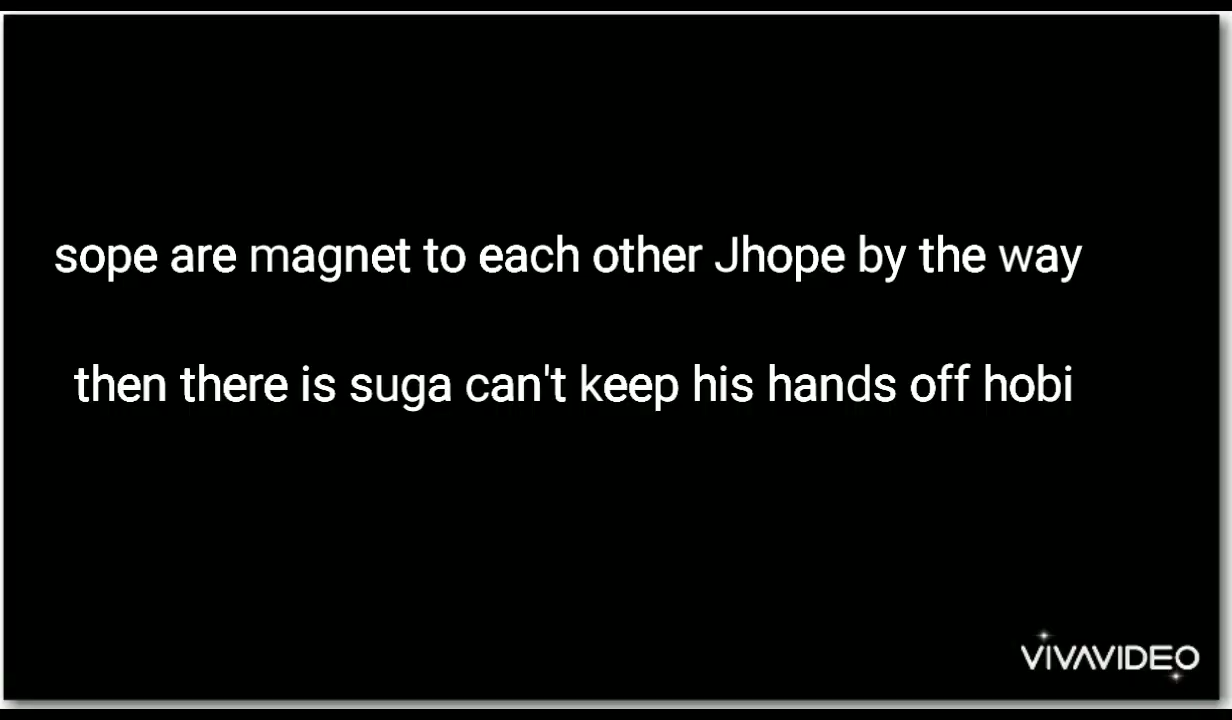 sope are magnet to each other Jhope by the way
then there is suga can't keep his hands off hobi
VIVAVIDEO